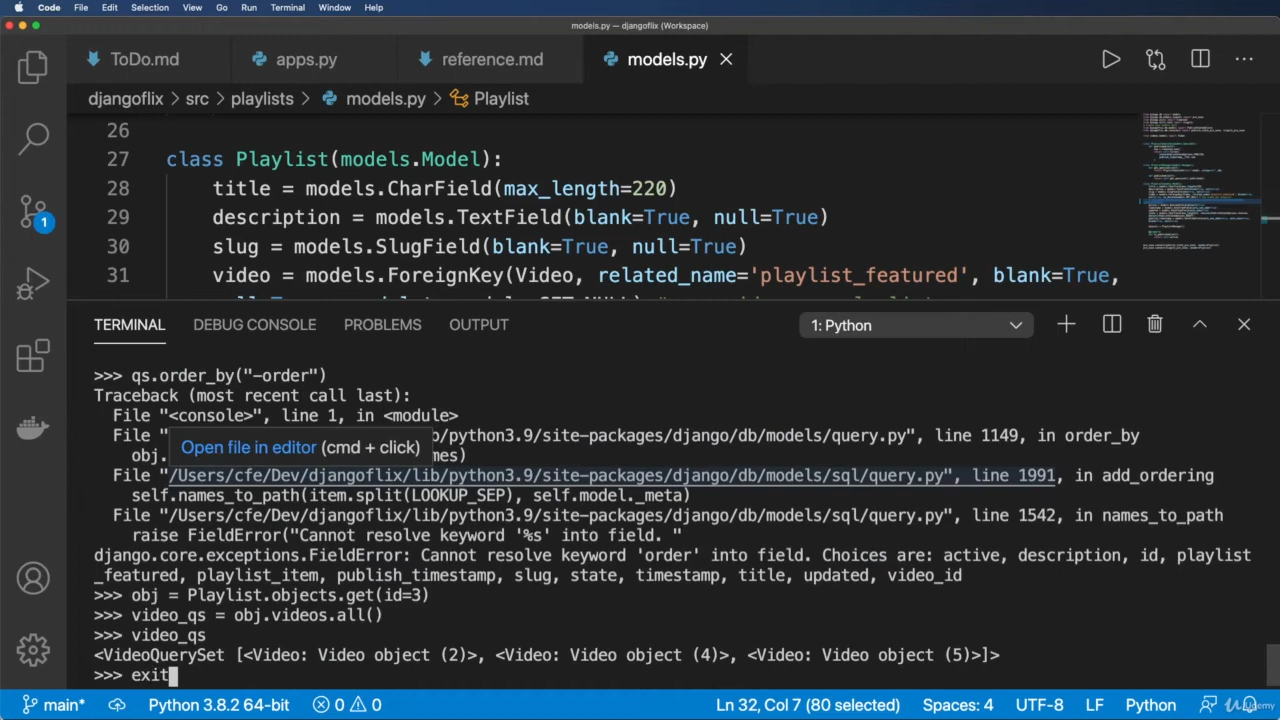 Code File Edit Selection View Go Run Terminal Window Help
models.py — djangoflix (Workspace)
ToDo.md apps.py reference.md models.py
djangoflix > src > playlists > models.py > Playlist
26
27 class Playlist(models.Model):
28 title = models.CharField(max_length=220)
29 description = models.TextField(blank=True, null=True)
30 slug = models.SlugField(blank=True, null=True)
31 video = models.ForeignKey(Video, related_name='playlist_featured', blank=True,
TERMINAL DEBUG CONSOLE PROBLEMS OUTPUT 1: Python
>>> qs.order_by("-order")
Traceback (most recent call last):
File "<console>", line 1, in <module>
File " b/python3.9/site-packages/django/db/models/query.py", line 1149, in order_by
Open file in editor (cmd + click)
obj. mes)
File "/Users/cfe/Dev/djangoflix/lib/python3.9/site-packages/django/db/models/sql/query.py", line 1991, in add_ordering
self.names_to_path(item.split(LOOKUP_SEP), self.model._meta)
File "/Users/cfe/Dev/djangoflix/lib/python3.9/site-packages/django/db/models/sql/query.py", line 1542, in names_to_path
raise FieldError("Cannot resolve keyword '%s' into field. "
django.core.exceptions.FieldError: Cannot resolve keyword 'order' into field. Choices are: active, description, id, playlist
_featured, playlist_item, publish_timestamp, slug, state, timestamp, title, updated, video_id
>>> obj = Playlist.objects.get(id=3)
>>> video_qs = obj.videos.all()
>>> video_qs
<VideoQuerySet [<Video: Video object (2)>, <Video: Video object (4)>, <Video: Video object (5)>]>
>>> exit
main* Python 3.8.2 64-bit 0 0 Ln 32, Col 7 (80 selected) Spaces: 4 UTF-8 LF Python
1
Udemy